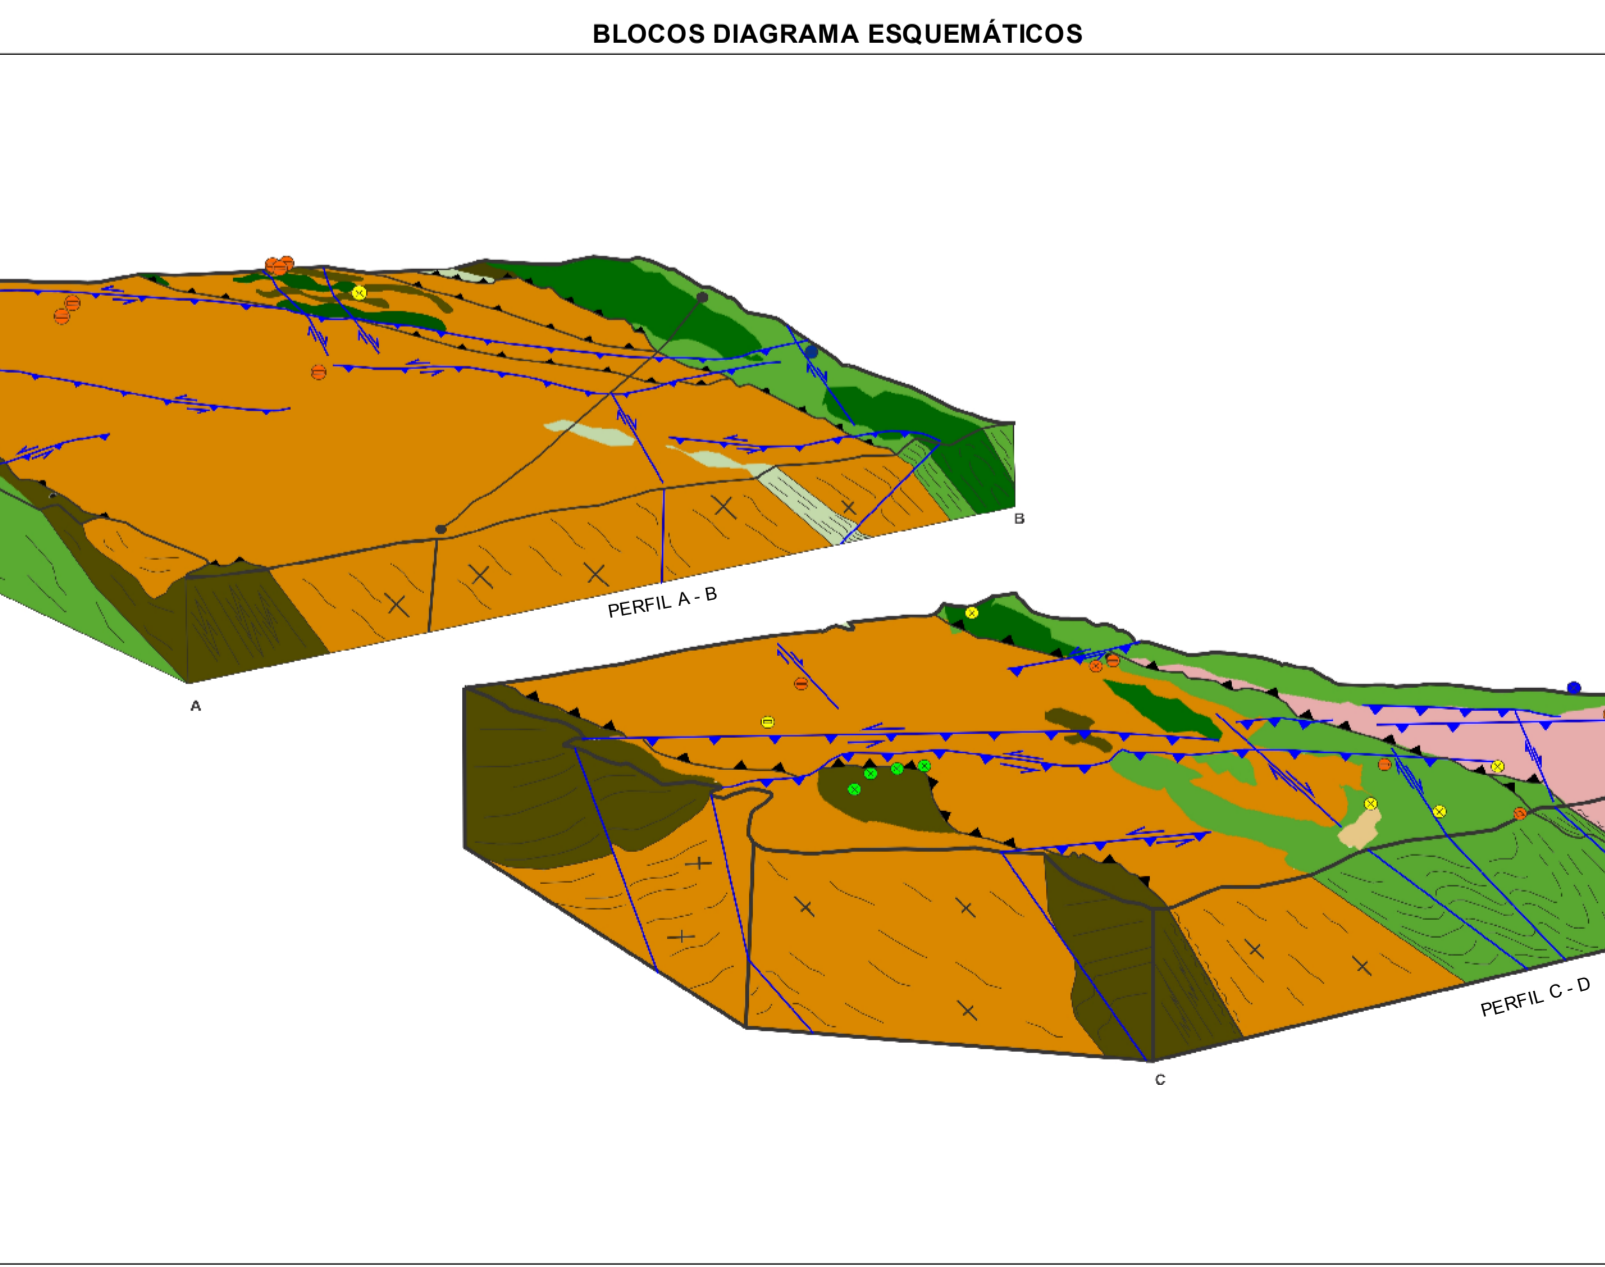 BLOCOS DIAGRAMA ESQUEMÁTICOS
B
PERFIL A - B
A
PERFIL C - D
C